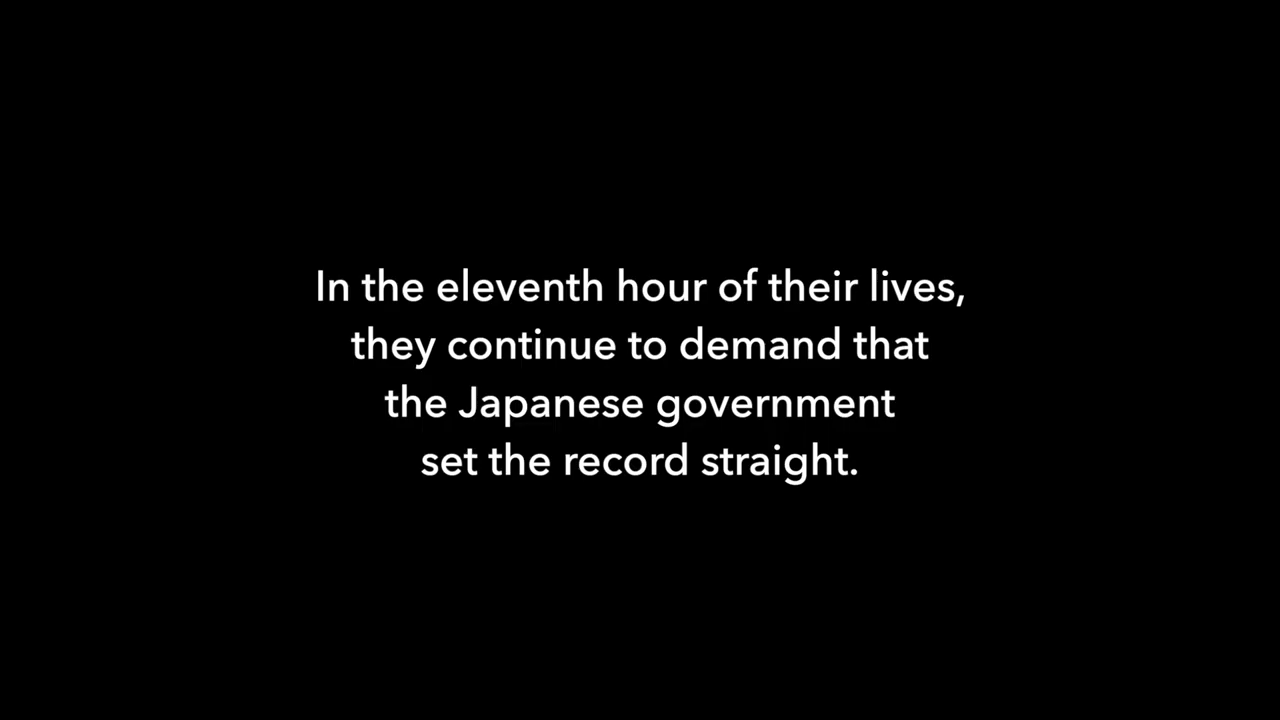 In the eleventh hour of their lives,
they continue to demand that
the Japanese government
set the record straight.